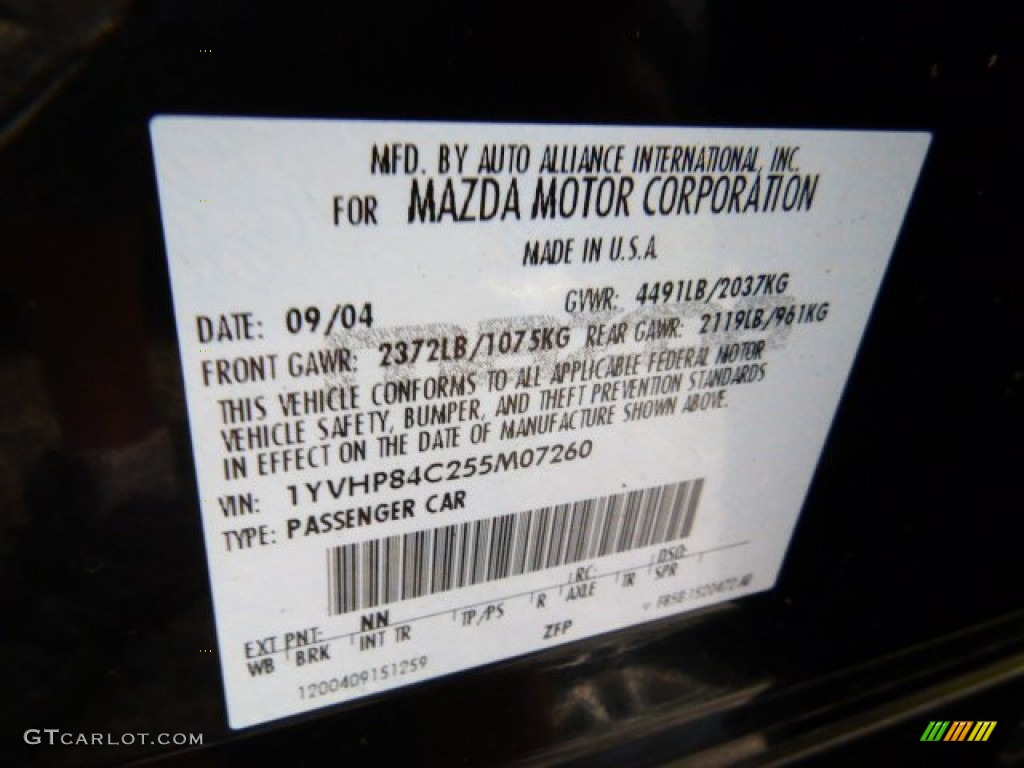 MFD. BY AUTO ALLIANCE INTERNATIONAL, INC.
FOR MAZDA MOTOR CORPORATION
MADE IN U.S.A.
DATE: 09/04 GVWR: 4491LB/2037KG
FRONT GAWR: 2372LB/1075KG REAR GAWR: 2119LB/961KG
THIS VEHICLE CONFORMS TO ALL APPLICABLE FEDERAL MOTOR
VEHICLE SAFETY, BUMPER, AND THEFT PREVENTION STANDARDS
IN EFFECT ON THE DATE OF MANUFACTURE SHOWN ABOVE.
VIN: 1YVHP84C255M07260
TYPE: PASSENGER CAR
EXT PNT: NN RC: DSO:
WB BRK INT TR TP/PS R AXLE TR SPR
ZFP
1200409151259
GTCARLOT.COM